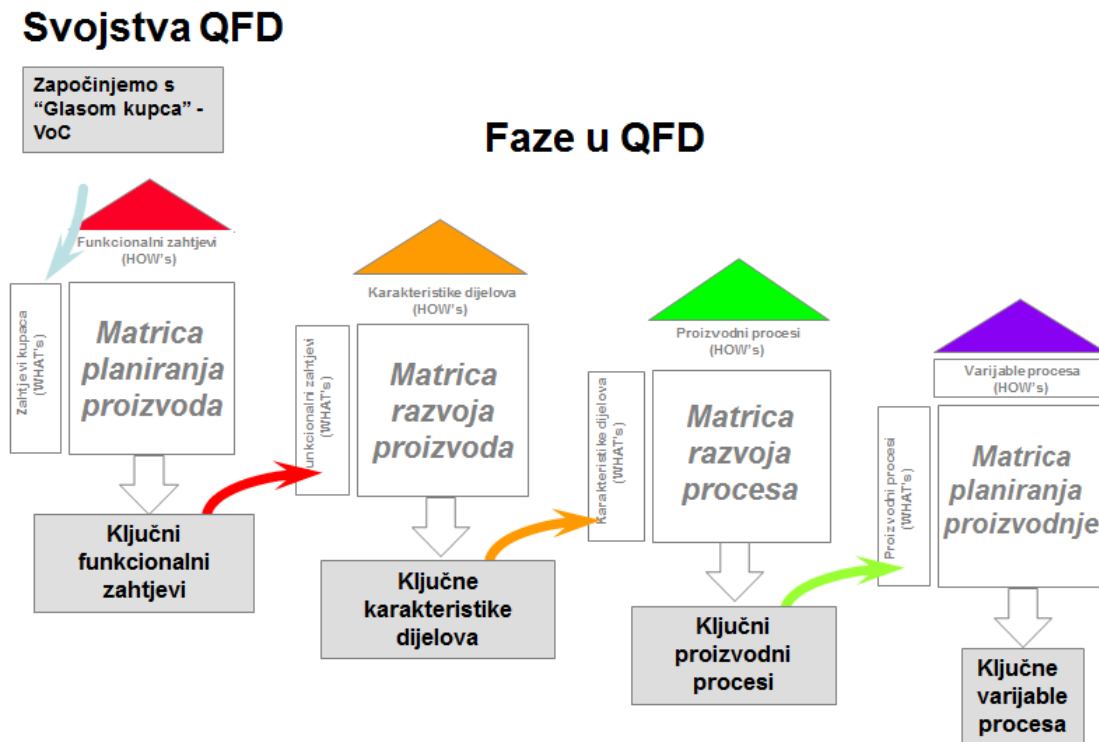 Svojstva QFD
Započinjemo s
“Glasom kupca” -
VoC
Faze u QFD
Funkcionalni zahtjevi
(HOW's)
Zahtjevi kupaca
(WHAT's)
Matrica
planiranja
proizvoda
Ključni
funkcionalni
zahtjevi
Karakteristike dijelova
(HOW's)
Funkcionalni zahtjevi
(WHAT's)
Matrica
razvoja
proizvoda
Ključne
karakteristike
dijelova
Proizvodni procesi
(HOW's)
Karakteristike dijelova
(WHAT's)
Matrica
razvoja
procesa
Ključni
proizvodni
procesi
Varijable procesa
(HOW's)
Proizvodni procesi
(WHAT's)
Matrica
planiranja
proizvodnje
Ključne
varijable
procesa